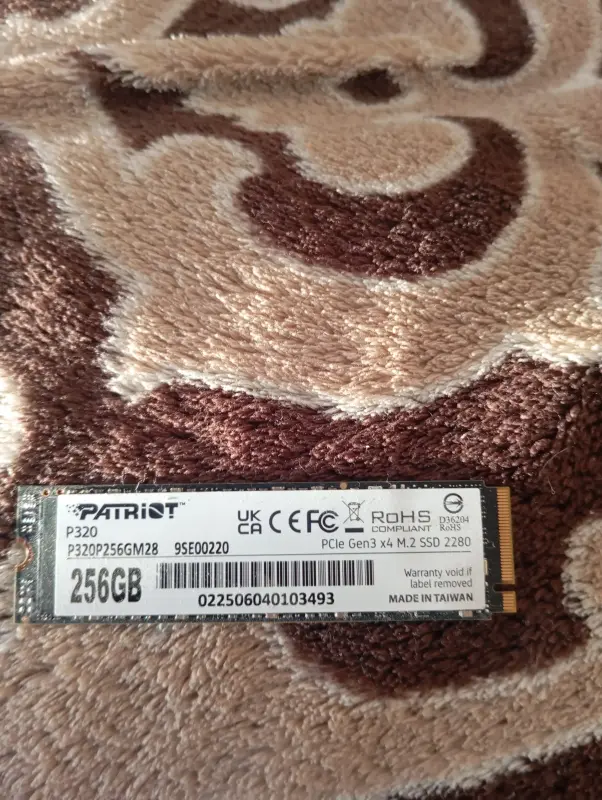 PATRiOT™
P320
P320P256GM28 9SE00220
256GB
022506040103493
UK
CA CE FC RoHS
COMPLIANT
D36204
RoHS
PCIe Gen3 x4 M.2 SSD 2280
Warranty void if
label removed
MADE IN TAIWAN